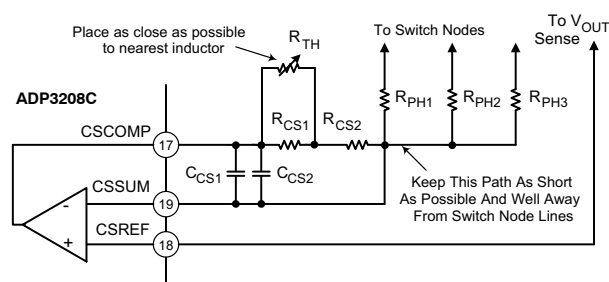 Place as close as possible
to nearest inductor
RTH
To Switch Nodes
To VOUT
Sense
ADP3208C
RPH1
RPH2
RPH3
CSCOMP
17
RCS1
RCS2
CCS1
CCS2
Keep This Path As Short
As Possible And Well Away
From Switch Node Lines
CSSUM
19
-
CSREF
18
+